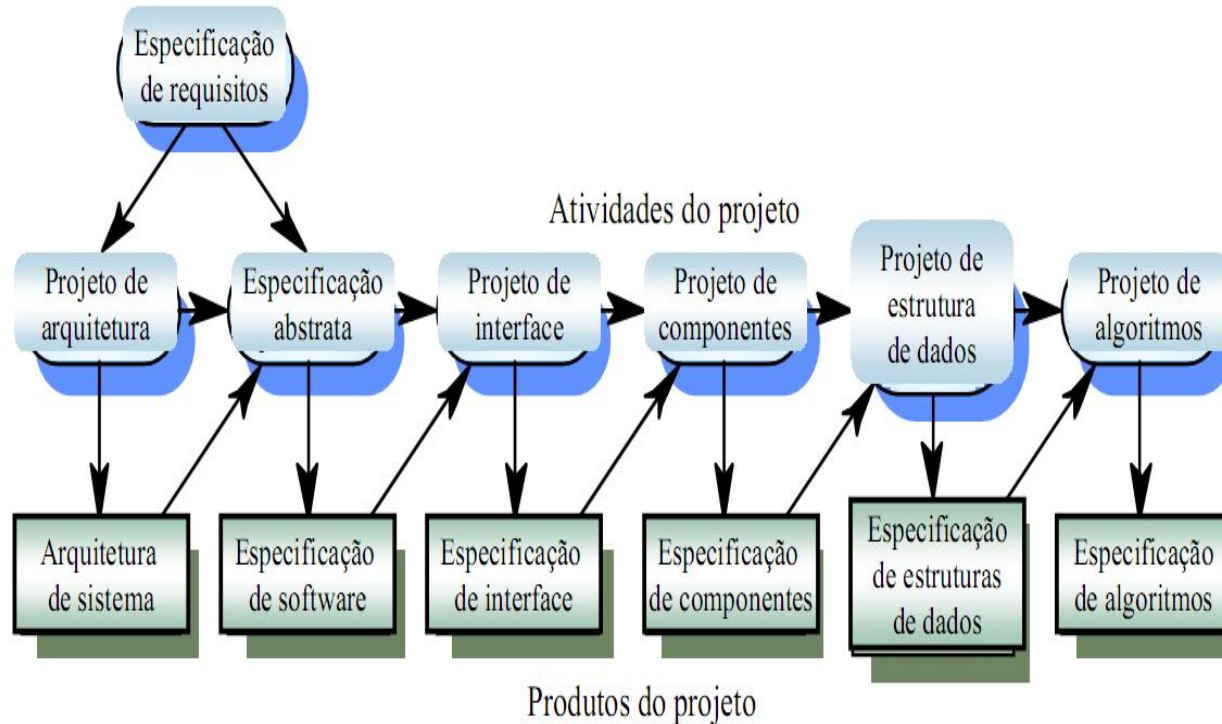 Especificação
de requisitos
Atividades do projeto
Projeto de
arquitetura
Especificação
abstrata
Projeto de
interface
Projeto de
componentes
Projeto de
estrutura
de dados
Projeto de
algoritmos
Arquitetura
de sistema
Especificação
de software
Especificação
de interface
Especificação
de componentes
Especificação
de estruturas
de dados
Especificação
de algoritmos
Produtos do projeto